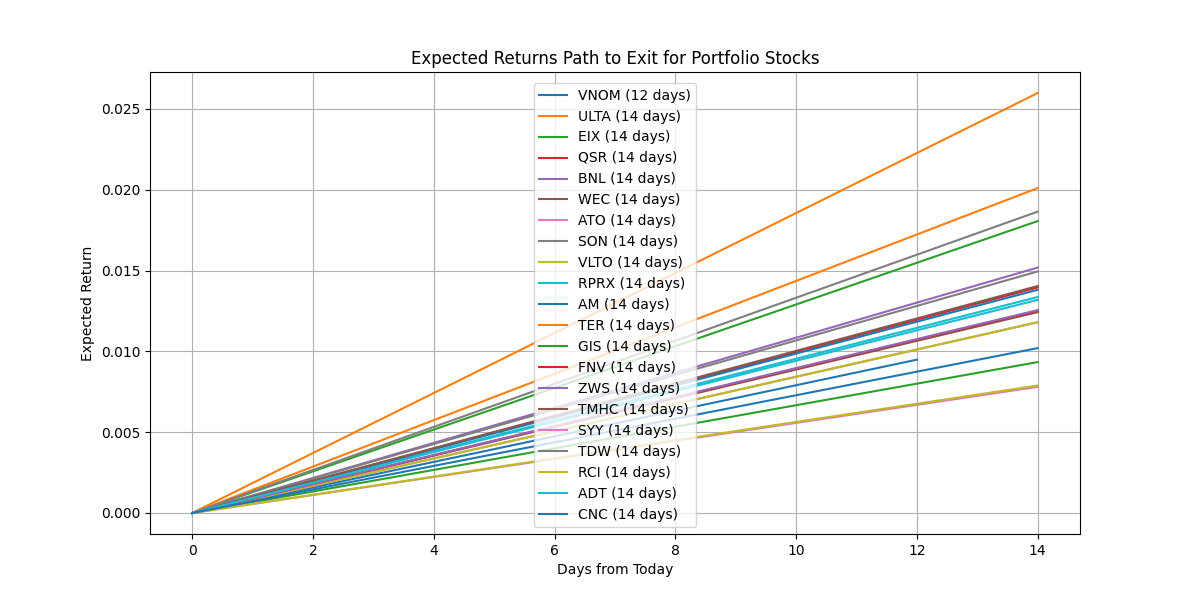 Expected Returns Path to Exit for Portfolio Stocks
Expected Return
0.025
0.020
0.015
0.010
0.005
0.000
VNOM (12 days)
ULTA (14 days)
EIX (14 days)
QSR (14 days)
BNL (14 days)
WEC (14 days)
ATO (14 days)
SON (14 days)
VLTO (14 days)
RPRX (14 days)
AM (14 days)
TER (14 days)
GIS (14 days)
FNV (14 days)
ZWS (14 days)
TMHC (14 days)
SYY (14 days)
TDW (14 days)
RCI (14 days)
ADT (14 days)
CNC (14 days)
0 2 4 6 8 10 12 14
Days from Today